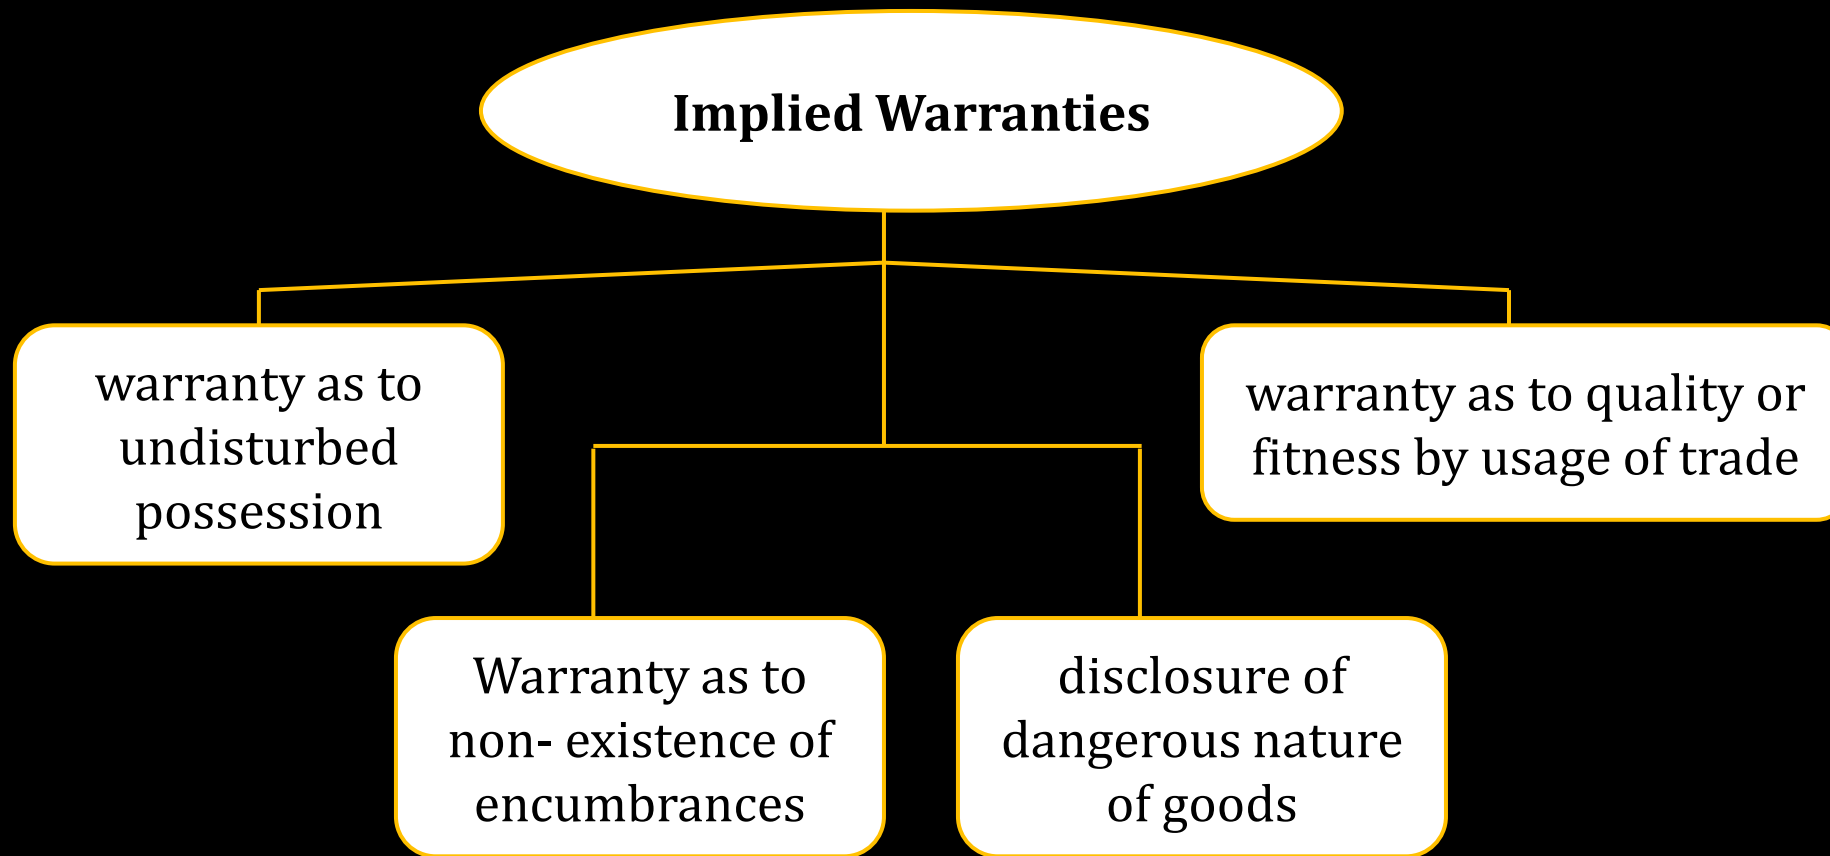 Implied Warranties
warranty as to
undisturbed
possession
warranty as to quality or
fitness by usage of trade
Warranty as to
non- existence of
encumbrances
disclosure of
dangerous nature
of goods